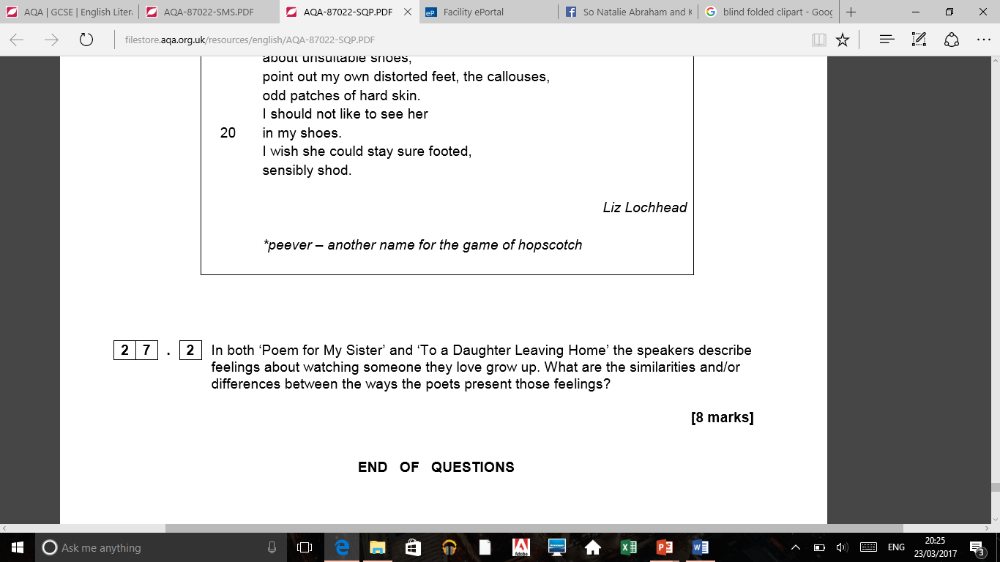 AQA | GCSE | English Litera
AQA-87022-SMS.PDF
AQA-87022-SQP.PDF
eP Facility ePortal
So Natalie Abraham and K
blind folded clipart - Goog
filestore.aqa.org.uk/resources/english/AQA-87022-SQP.PDF
about unsuitable shoes,
point out my own distorted feet, the callouses,
odd patches of hard skin.
I should not like to see her
20 in my shoes.
I wish she could stay sure footed,
sensibly shod.
Liz Lochhead
*peever – another name for the game of hopscotch
2 7 . 2 In both ‘Poem for My Sister’ and ‘To a Daughter Leaving Home’ the speakers describe
feelings about watching someone they love grow up. What are the similarities and/or
differences between the ways the poets present those feelings?
[8 marks]
END OF QUESTIONS
Ask me anything
Adobe
ENG
20:25
23/03/2017
3